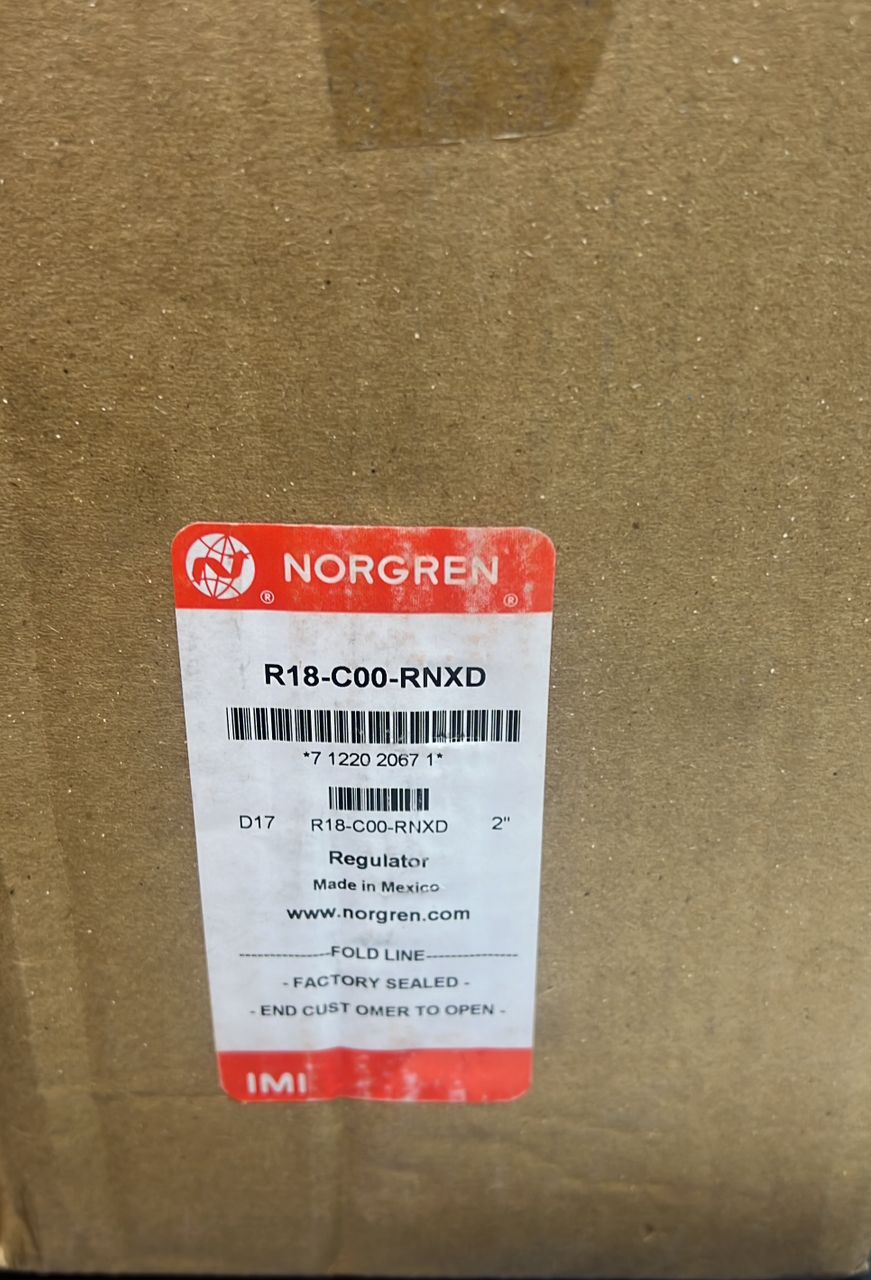 NORGREN
® ®
R18-C00-RNXD
*7 1220 2067 1*
D17 R18-C00-RNXD 2"
Regulator
Made in Mexico
www.norgren.com
---------------FOLD LINE---------------
- FACTORY SEALED -
- END CUST OMER TO OPEN -
IMI